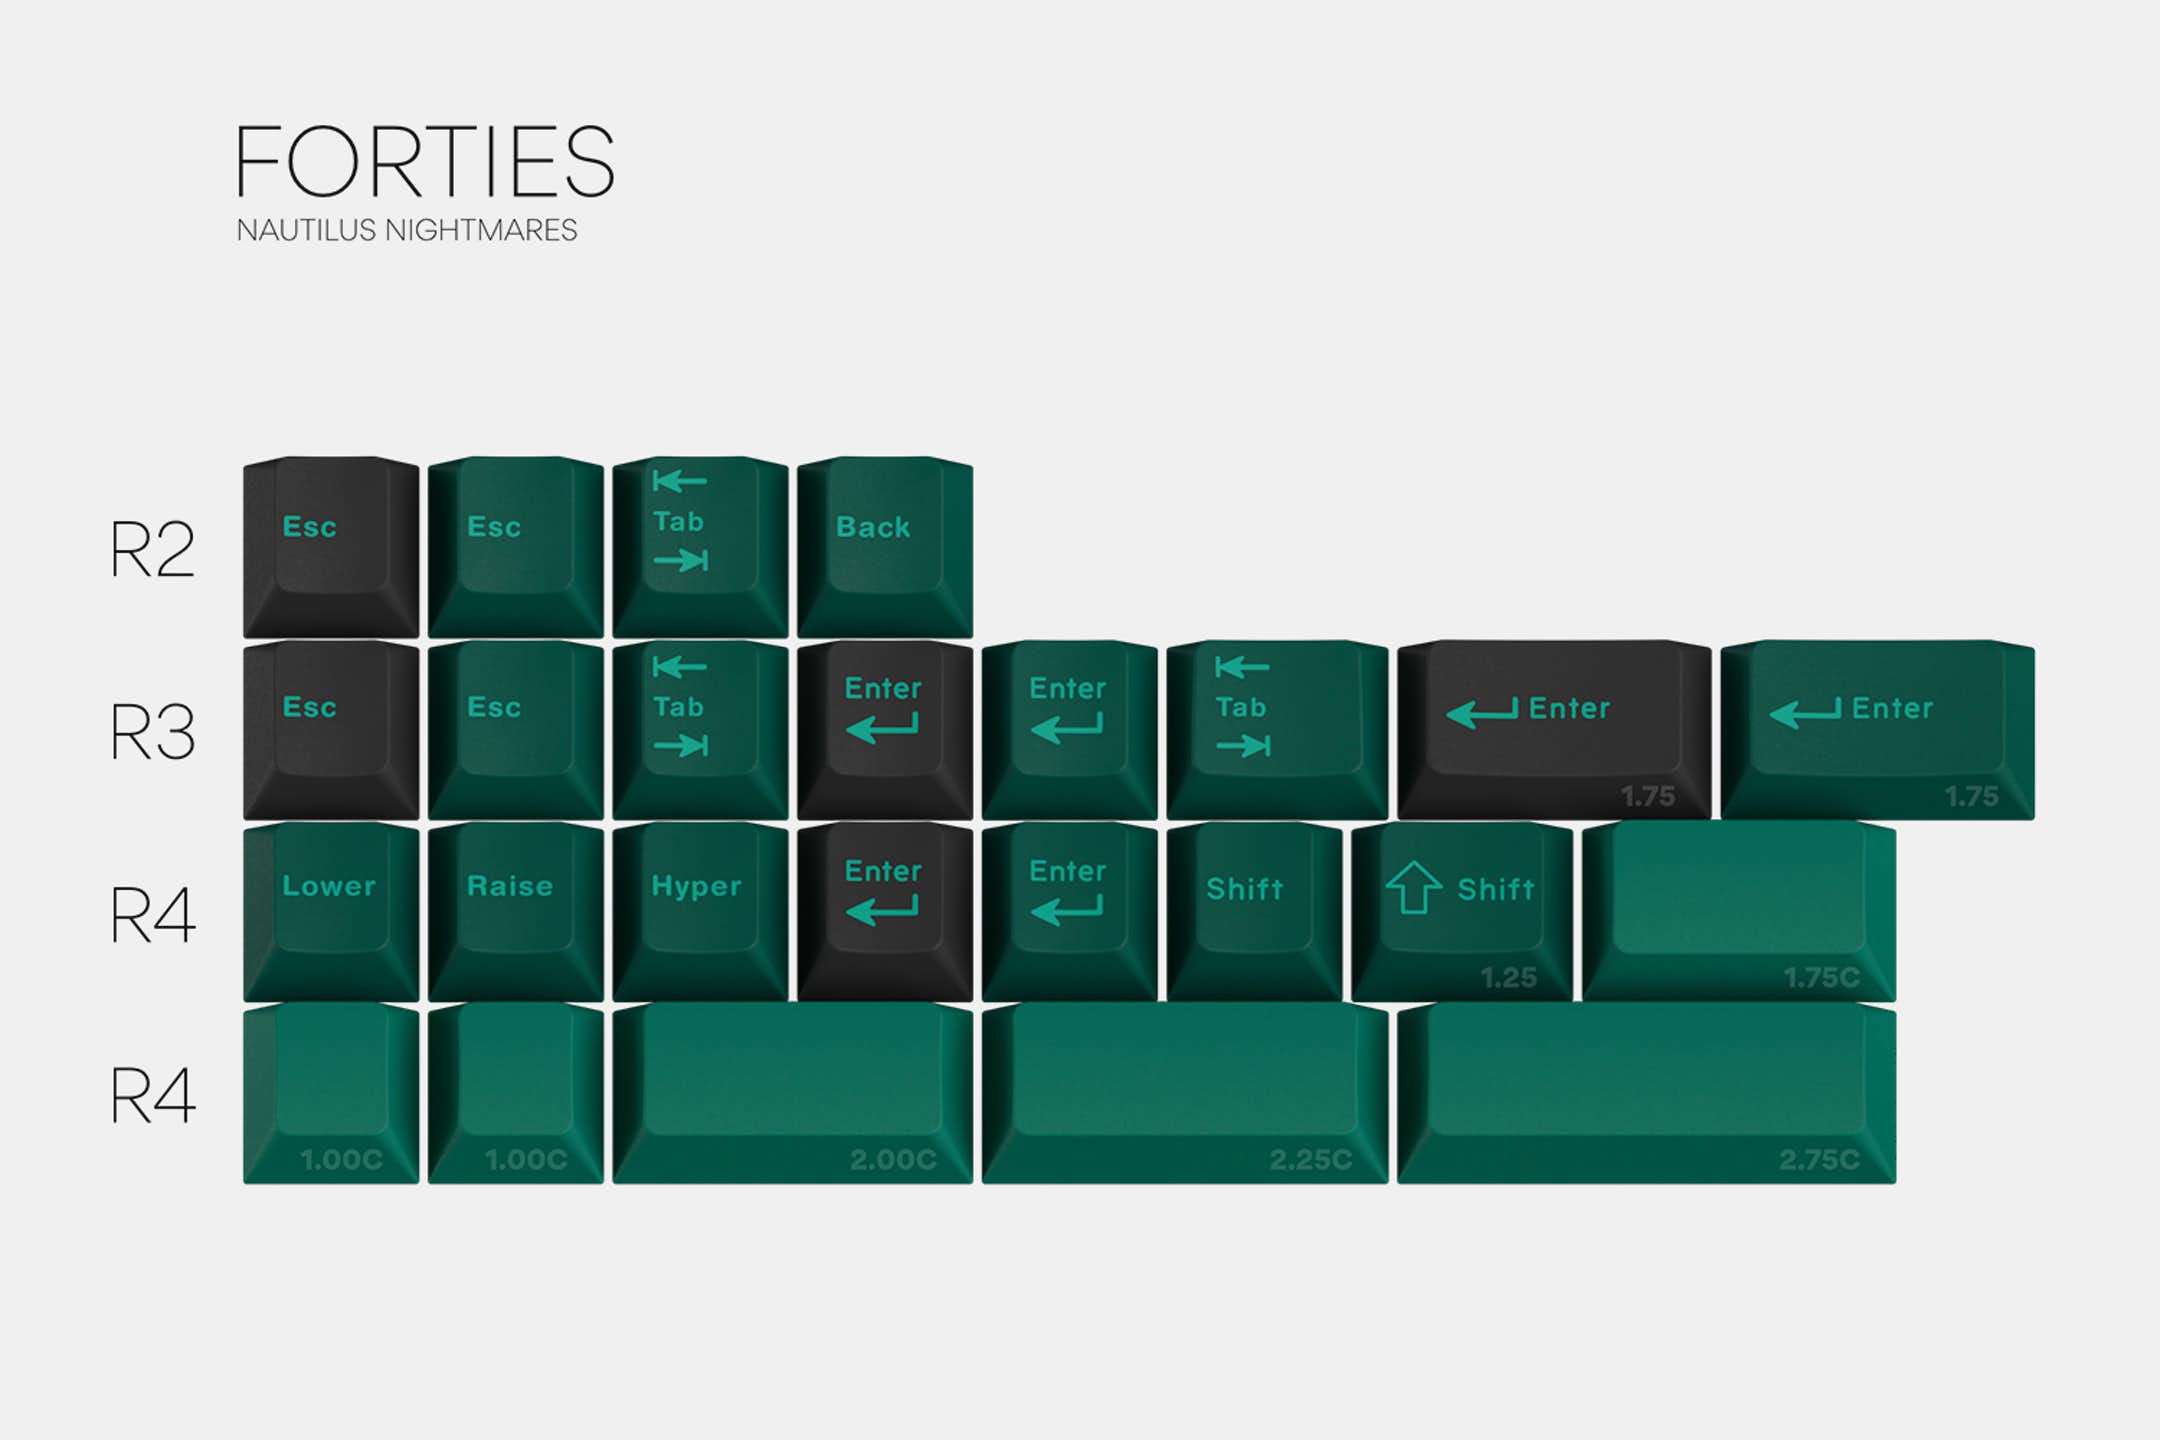 FORTIES
NAUTILUS NIGHTMARES
R2
Esc
Esc
Tab
Back
R3
Esc
Esc
Tab
Enter
Enter
Tab
Enter
1.75
Enter
1.75
R4
Lower
Raise
Hyper
Enter
Enter
Shift
Shift
1.25
1.75C
R4
1.00C
1.00C
2.00C
2.25C
2.75C